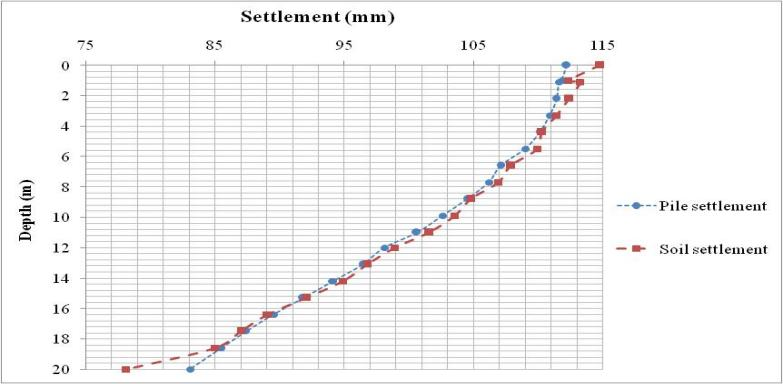 Settlement (mm)
75 85 95 105 115
0
2
4
6
8
10
12
14
16
18
20
Depth (m)
Pile settlement
Soil settlement